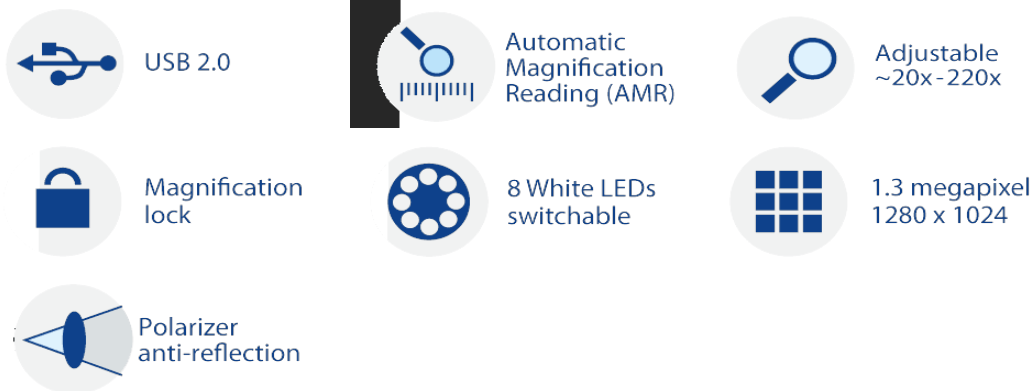 USB 2.0
Automatic
Magnification
Reading (AMR)
Adjustable
~20x-220x
Magnification
lock
8 White LEDs
switchable
1.3 megapixel
1280 x 1024
Polarizer
anti-reflection